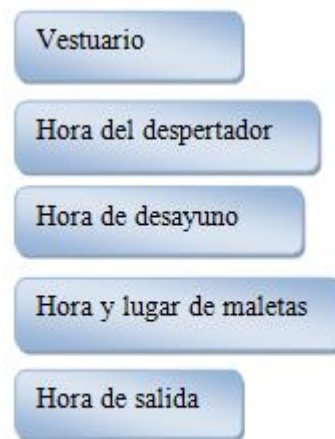 Vestuario
Hora del despertador
Hora de desayuno
Hora y lugar de maletas
Hora de salida